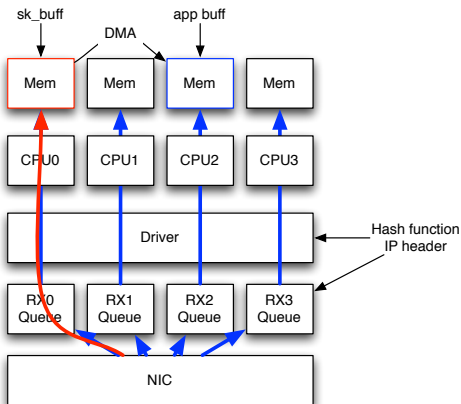 sk_buff
app buff
DMA
Mem
Mem
Mem
Mem
CPU0
CPU1
CPU2
CPU3
Driver
Hash function
IP header
RX0
Queue
RX1
Queue
RX2
Queue
RX3
Queue
NIC